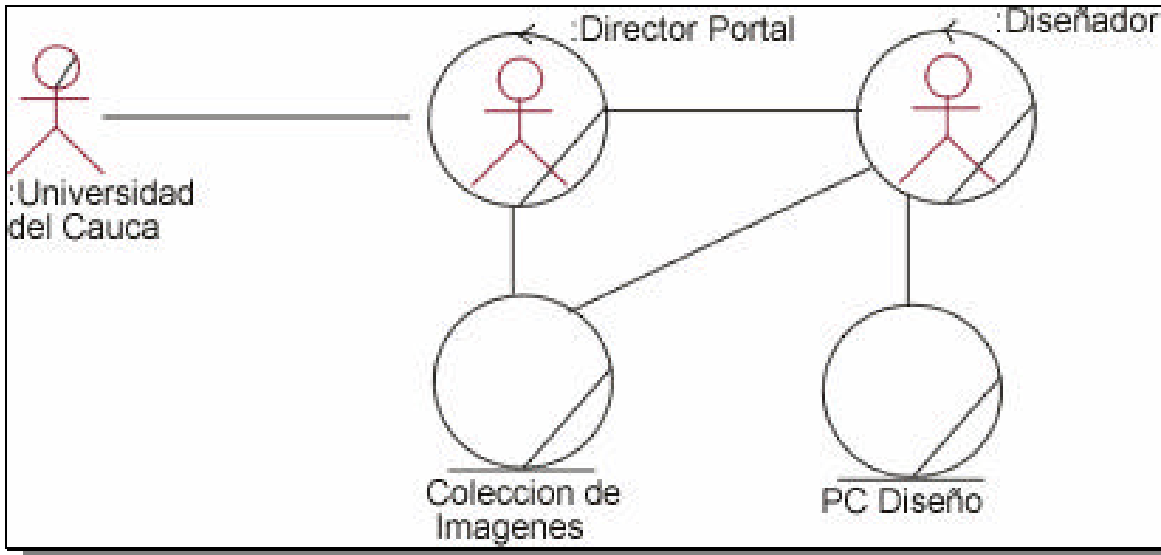 :Director Portal
:Diseñador
:Universidad
del Cauca
Coleccion de
Imagenes
PC Diseño